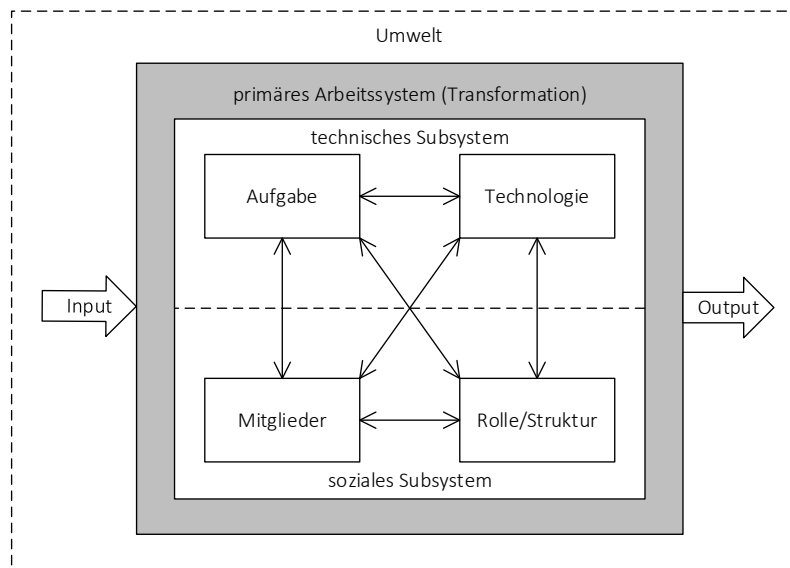 Umwelt
primäres Arbeitssystem (Transformation)
technisches Subsystem
Aufgabe
Technologie
Input
Output
Mitglieder
Rolle/Struktur
soziales Subsystem